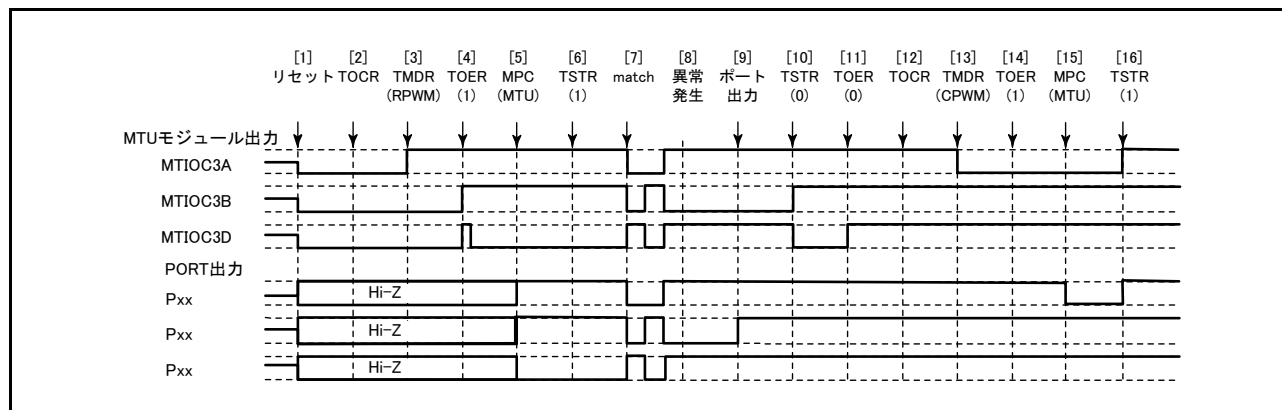 [1] [2] [3] [4] [5] [6] [7] [8] [9] [10] [11] [12] [13] [14] [15] [16]
リセット TOCR TMDR TOER MPC TSTR match 異常 ポート TSTR TOER TOCR TMDR TOER MPC TSTR
(RPWM) (1) (MTU) (1) 発生 出力 (0) (0) (CPWM) (1) (MTU) (1)
MTUモジュール出力
MTIOC3A
MTIOC3B
MTIOC3D
PORT出力
Pxx Hi-Z
Pxx Hi-Z
Pxx Hi-Z